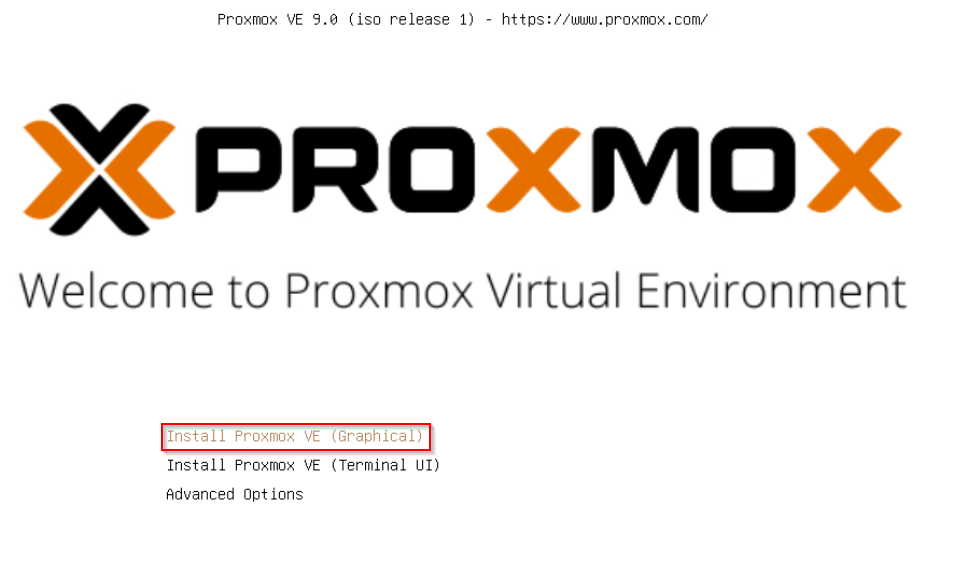 Proxmox VE 9.0 (iso release 1) - https://www.proxmox.com/
PROXMOX
Welcome to Proxmox Virtual Environment
Install Proxmox VE (Graphical)
Install Proxmox VE (Terminal UI)
Advanced Options